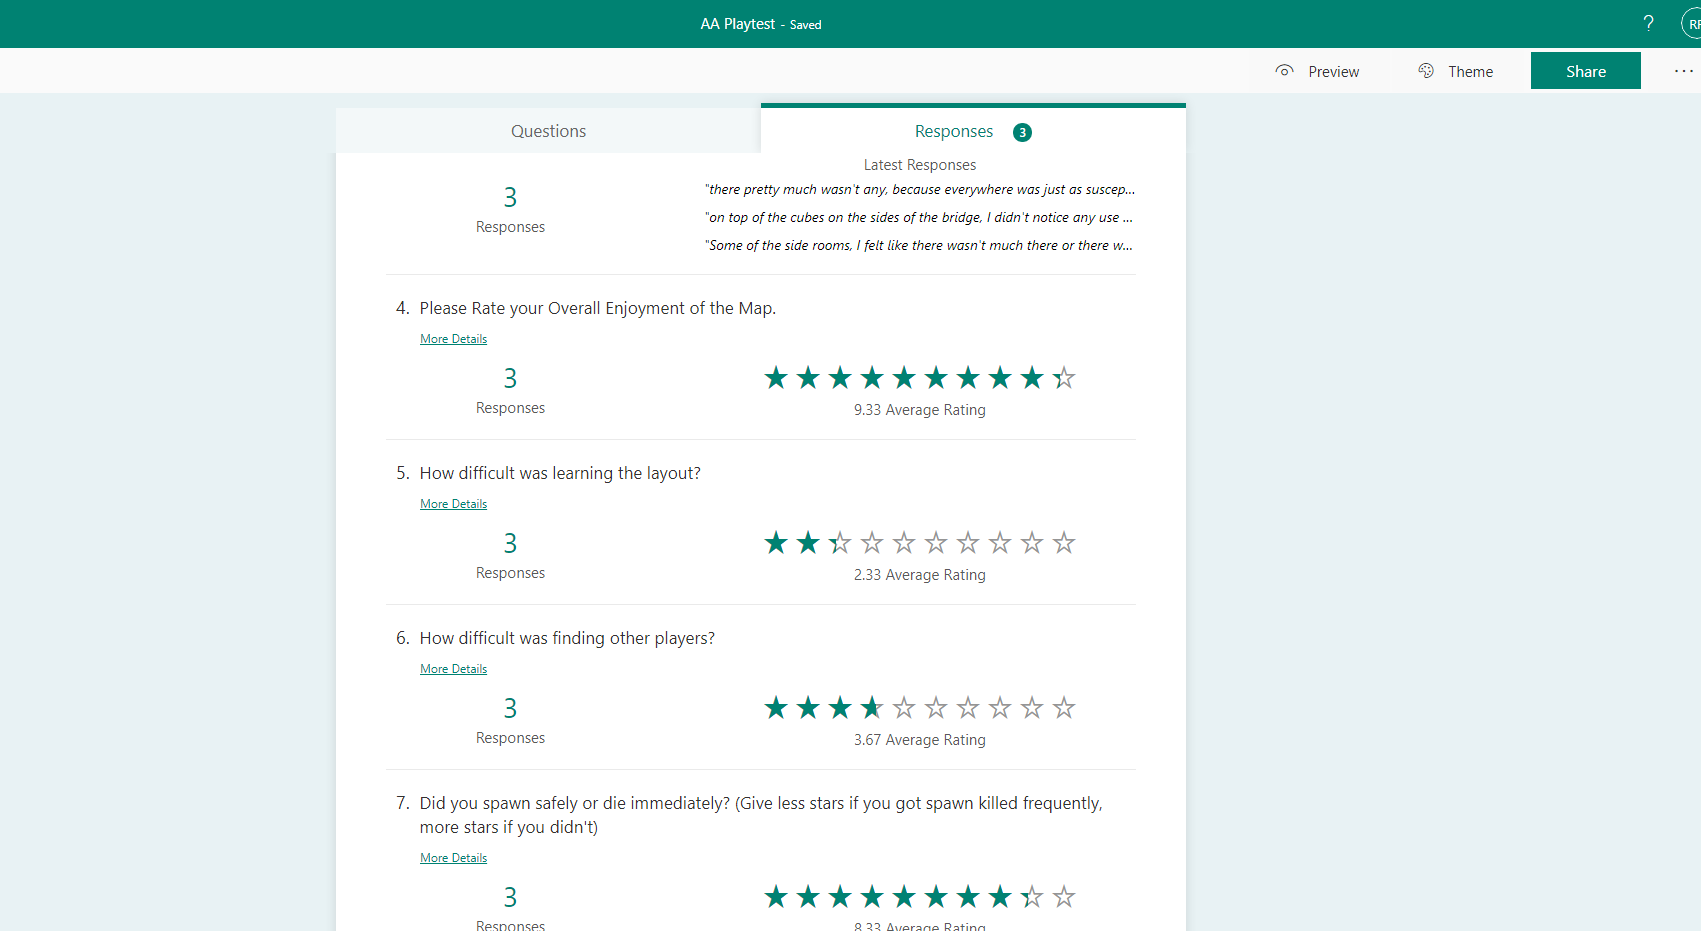 AA Playtest - Saved
?
RF
Preview
Theme
Share
...
Questions
Responses 3
Latest Responses
3
Responses
"there pretty much wasn't any, because everywhere was just as suscep...
"on top of the cubes on the sides of the bridge, I didn't notice any use ...
"Some of the side rooms, I felt like there wasn't much there or there w...
4. Please Rate your Overall Enjoyment of the Map.
More Details
3
Responses
9.33 Average Rating
5. How difficult was learning the layout?
More Details
3
Responses
2.33 Average Rating
6. How difficult was finding other players?
More Details
3
Responses
3.67 Average Rating
7. Did you spawn safely or die immediately? (Give less stars if you got spawn killed frequently,
more stars if you didn't)
More Details
3
Responses
8.33 Average Rating